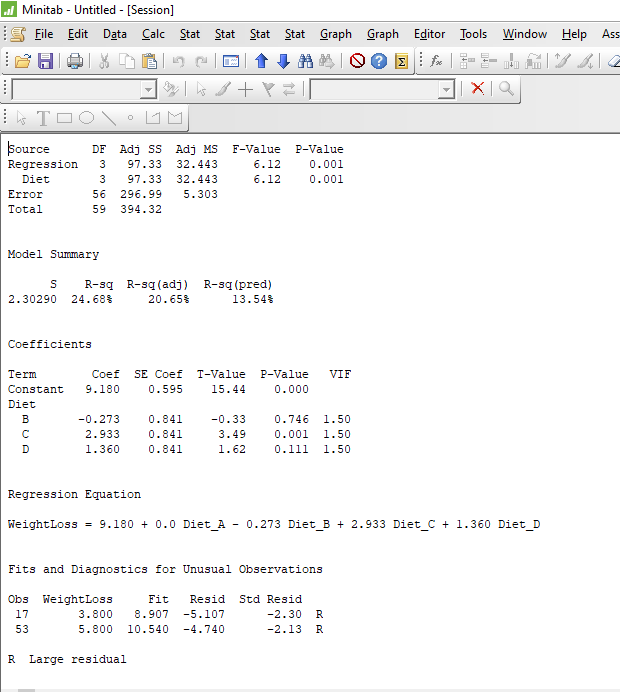 Minitab - Untitled - [Session]
File Edit Data Calc Stat Stat Stat Stat Graph Graph Editor Tools Window Help Ass
Source DF Adj SS Adj MS F-Value P-Value
Regression 3 97.33 32.443 6.12 0.001
Diet 3 97.33 32.443 6.12 0.001
Error 56 296.99 5.303
Total 59 394.32
Model Summary
S R-sq R-sq(adj) R-sq(pred)
2.30290 24.68% 20.65% 13.54%
Coefficients
Term Coef SE Coef T-Value P-Value VIF
Constant 9.180 0.595 15.44 0.000
Diet
B -0.273 0.841 -0.33 0.746 1.50
C 2.933 0.841 3.49 0.001 1.50
D 1.360 0.841 1.62 0.111 1.50
Regression Equation
WeightLoss = 9.180 + 0.0 Diet_A - 0.273 Diet_B + 2.933 Diet_C + 1.360 Diet_D
Fits and Diagnostics for Unusual Observations
Obs WeightLoss Fit Resid Std Resid
17 3.800 8.907 -5.107 -2.30 R
53 5.800 10.540 -4.740 -2.13 R
R Large residual